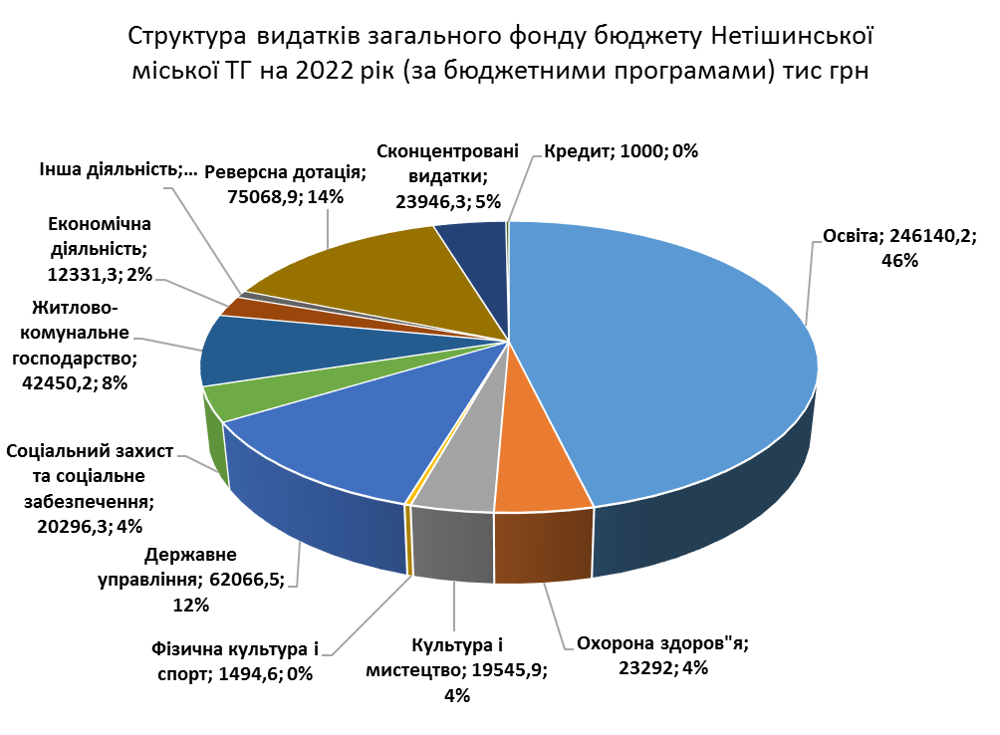 Структура видатків загального фонду бюджету Нетішинської
міської ТГ на 2022 рік (за бюджетними програмами) тис грн
Освіта; 246140,2;
46%
Охорона здоров"я;
23292; 4%
Культура і
мистецтво; 19545,9;
4%
Фізична культура і
спорт; 1494,6; 0%
Державне
управління; 62066,5;
12%
Соціальний захист
та соціальне
забезпечення;
20296,3; 4%
Житлово-
комунальне
господарство;
42450,2; 8%
Економічна
діяльність;
12331,3; 2%
Інша діяльність;...
Реверсна дотація;
75068,9; 14%
Сконцентровані
видатки;
23946,3; 5%
Кредит; 1000; 0%